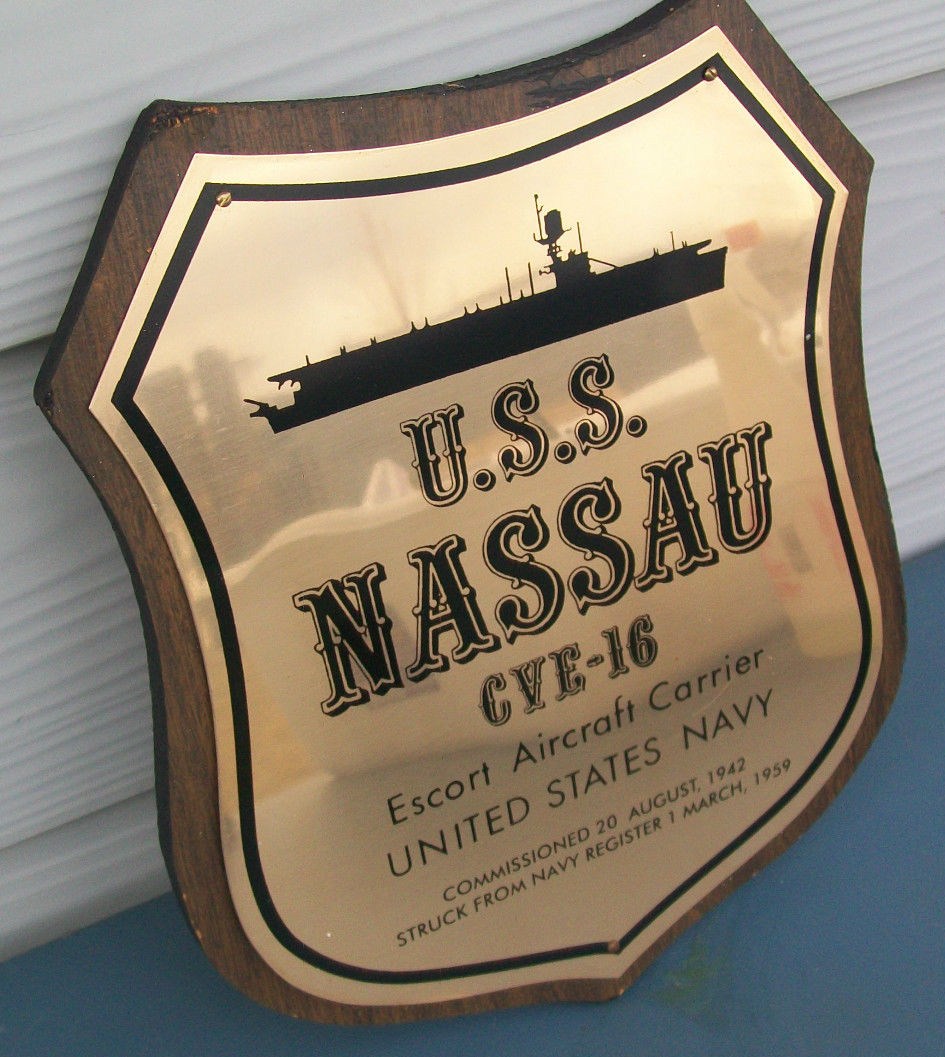 U.S.S.
NASSAU
CVE-16
Escort Aircraft Carrier
UNITED STATES NAVY
COMMISSIONED 20 AUGUST, 1942
STRUCK FROM NAVY REGISTER 1 MARCH, 1959